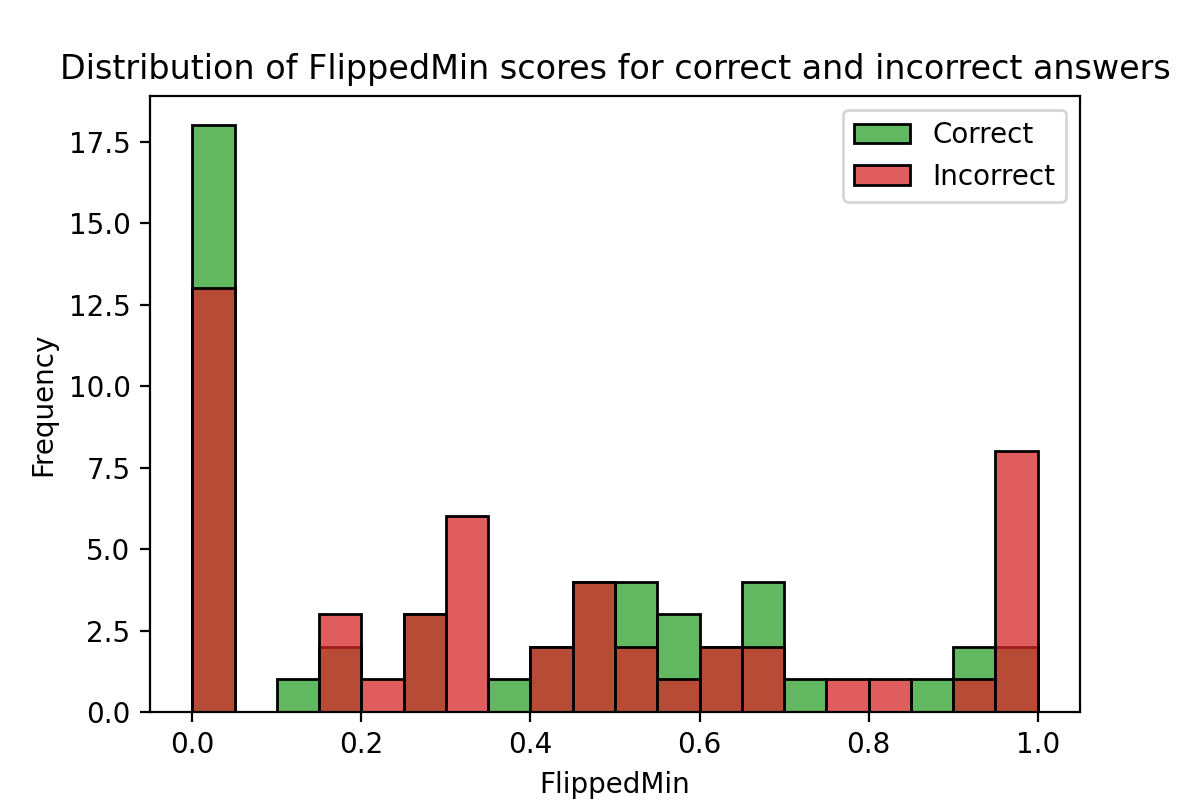 Distribution of FlippedMin scores for correct and incorrect answers
Correct
Incorrect
17.5
15.0
12.5
10.0
7.5
5.0
2.5
0.0
Frequency
0.0 0.2 0.4 0.6 0.8 1.0
FlippedMin